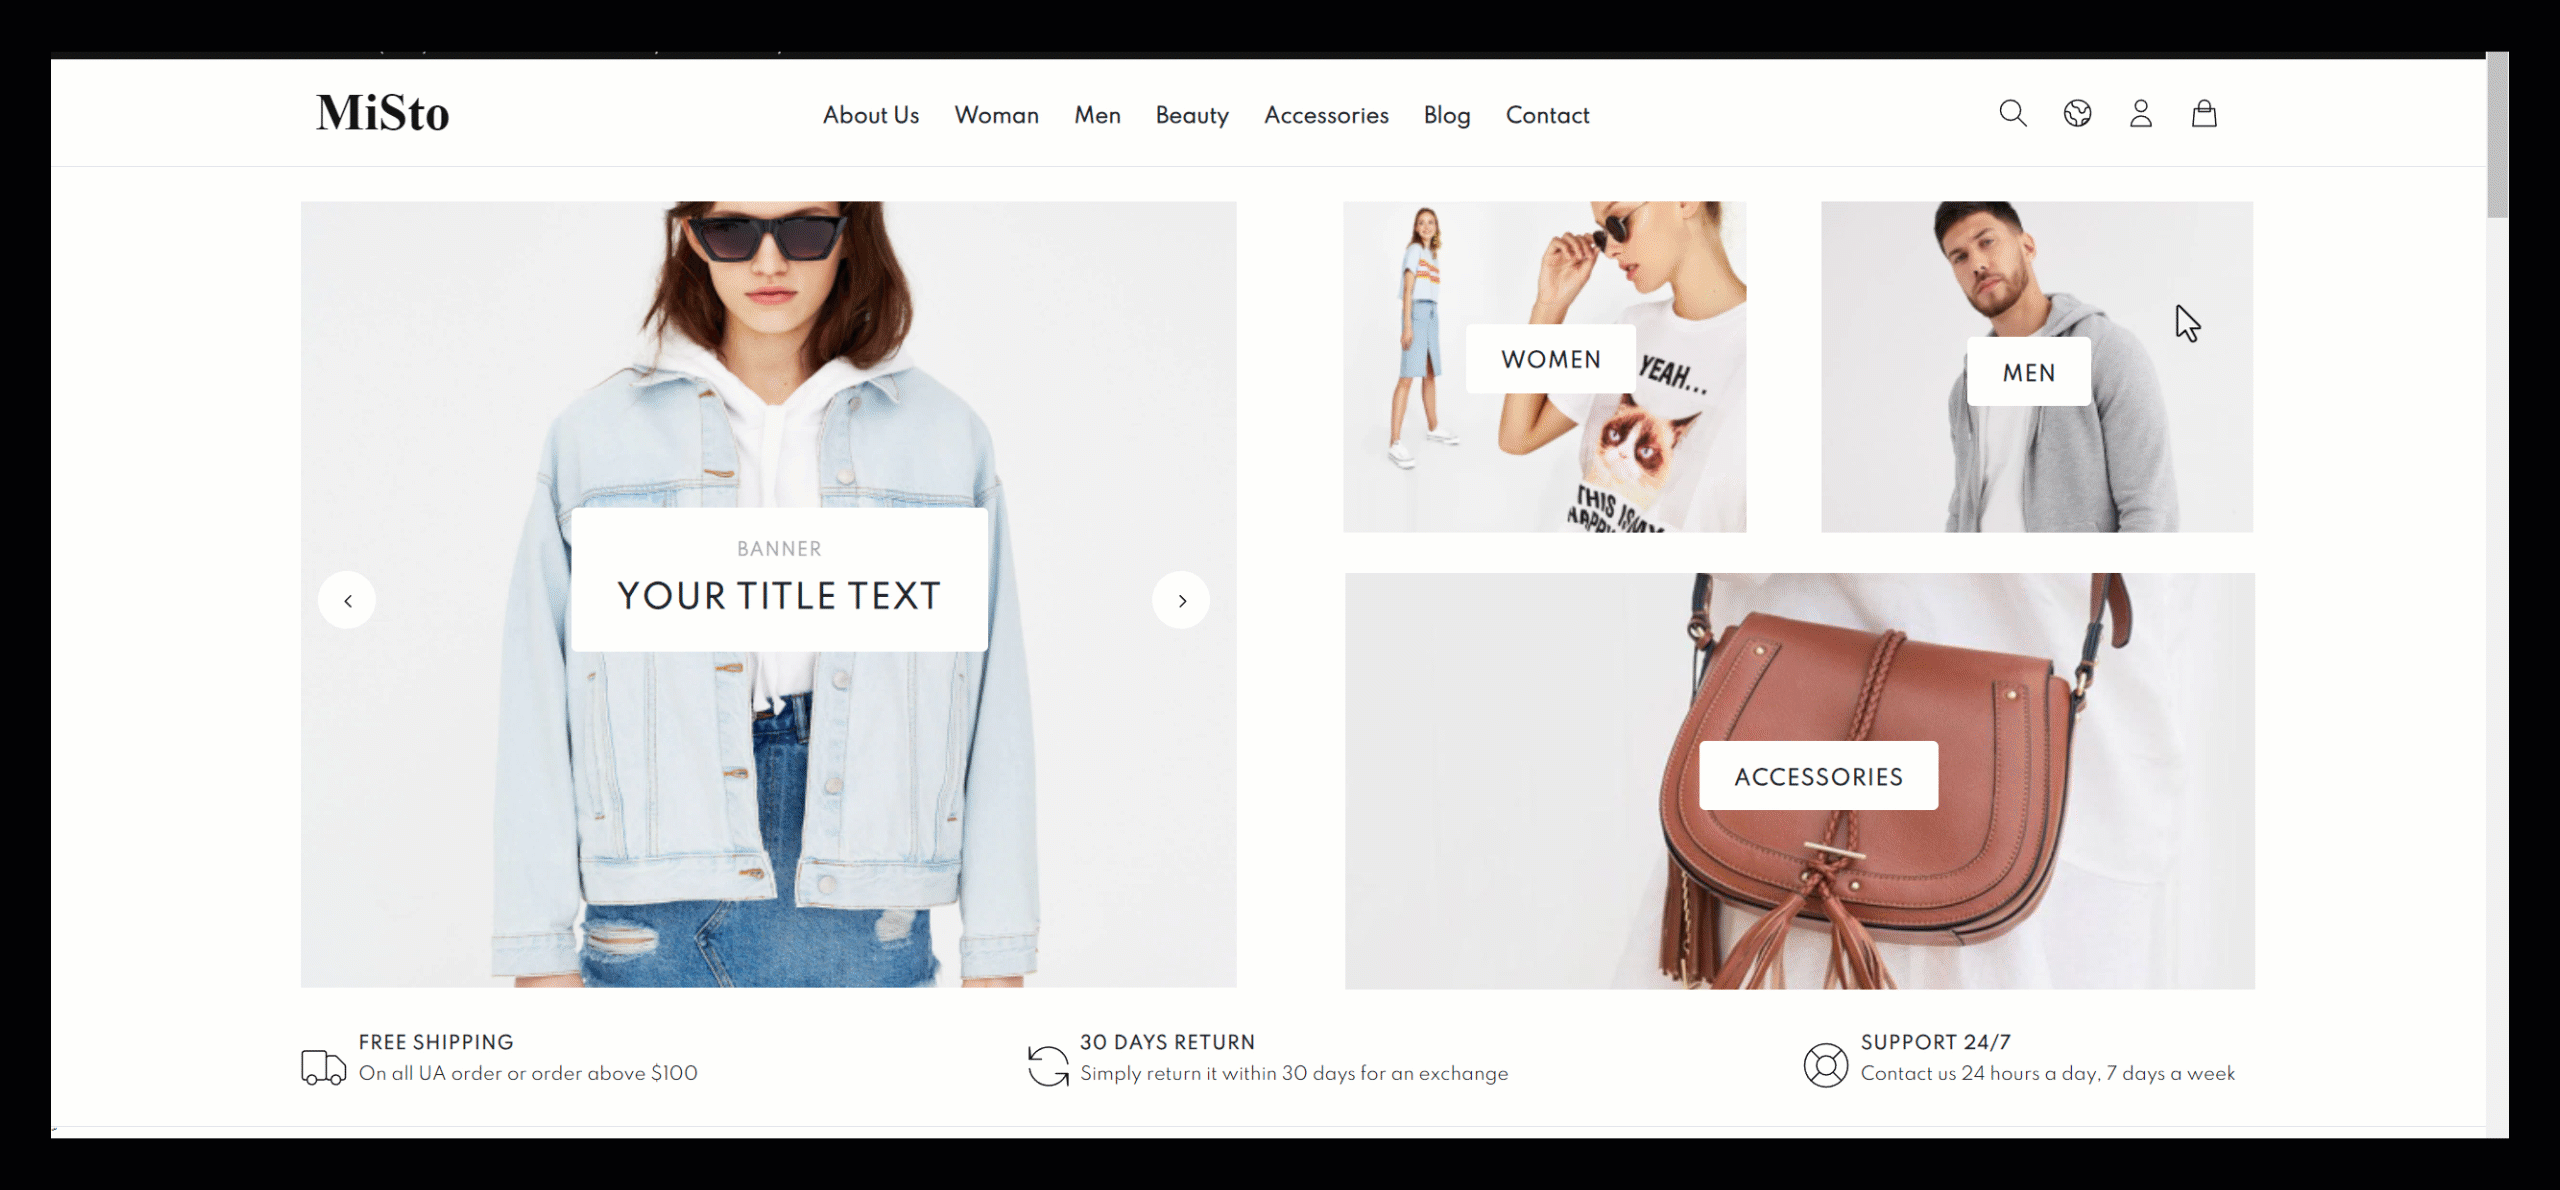 MiSto
About Us
Woman
Men
Beauty
Accessories
Blog
Contact
BANNER
YOUR TITLE TEXT
WOMEN
YEAH...
THIS IS MY
HAPPY
MEN
ACCESSORIES
FREE SHIPPING
On all UA order or order above $100
30 DAYS RETURN
Simply return it within 30 days for an exchange
SUPPORT 24/7
Contact us 24 hours a day, 7 days a week